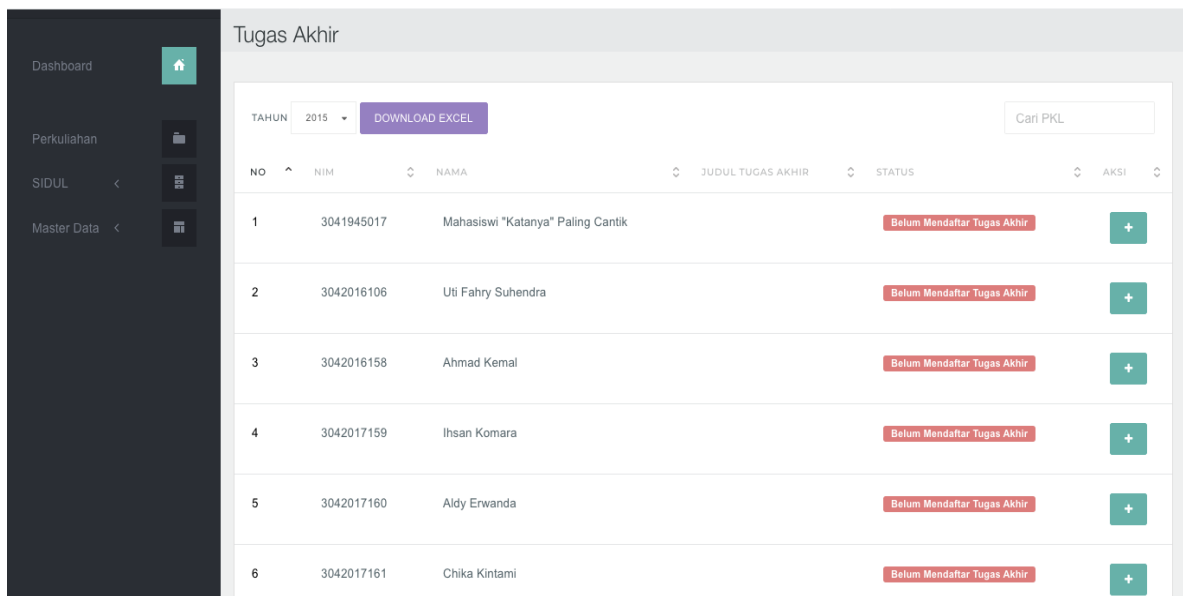 Tugas Akhir
Dashboard
Perkuliahan
SIDUL
Master Data
TAHUN 2015 DOWNLOAD EXCEL Cari PKL
NO NIM NAMA JUDUL TUGAS AKHIR STATUS AKSI
1 3041945017 Mahasiswi "Katanya" Paling Cantik Belum Mendaftar Tugas Akhir +
2 3042016106 Uti Fahry Suhendra Belum Mendaftar Tugas Akhir +
3 3042016158 Ahmad Kemal Belum Mendaftar Tugas Akhir +
4 3042017159 Ihsan Komara Belum Mendaftar Tugas Akhir +
5 3042017160 Aldy Erwanda Belum Mendaftar Tugas Akhir +
6 3042017161 Chika Kintami Belum Mendaftar Tugas Akhir +